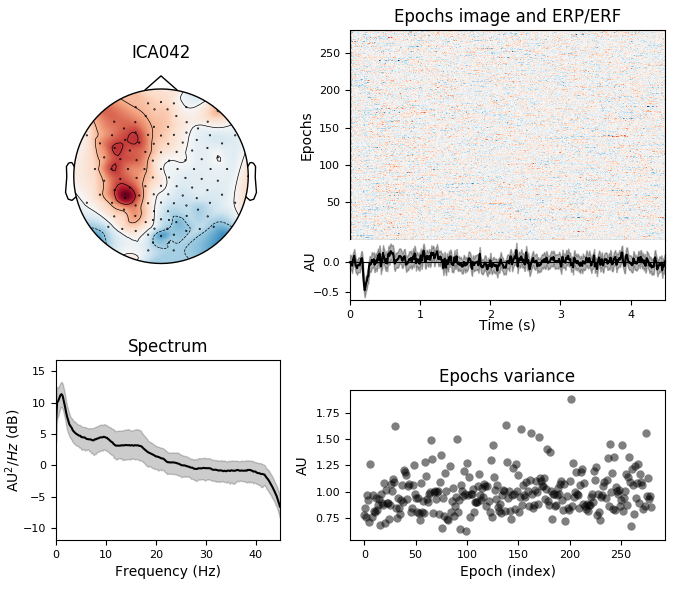 ICA042
Epochs image and ERP/ERF
Epochs
250
200
150
100
50
AU
0.0
−0.5
0 1 2 3 4
Time (s)
Spectrum
AU²/Hz (dB)
15
10
5
0
−5
−10
0 10 20 30 40
Frequency (Hz)
Epochs variance
AU
1.75
1.50
1.25
1.00
0.75
0 50 100 150 200 250
Epoch (index)